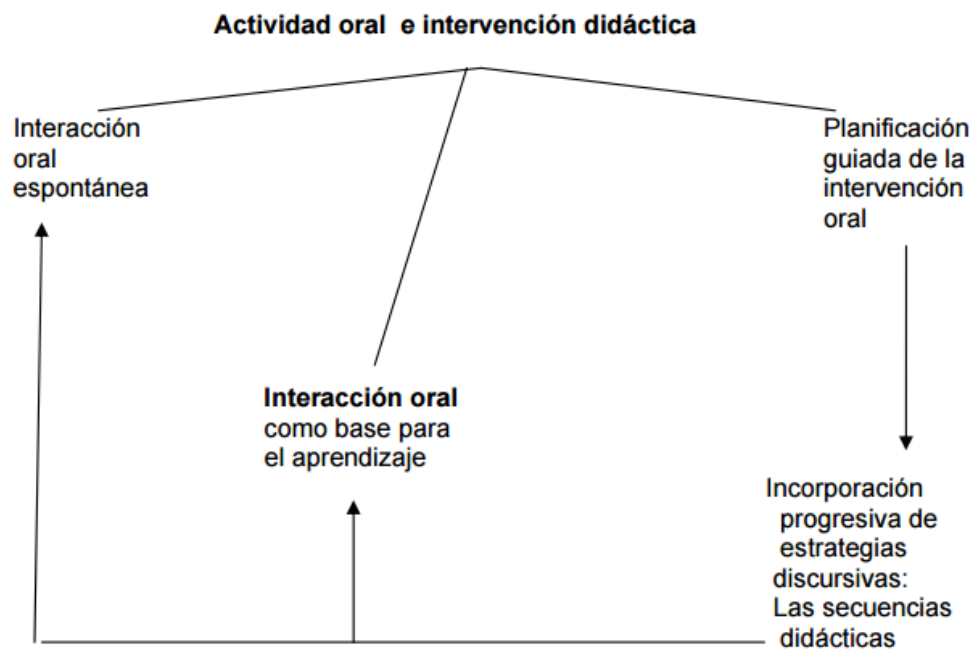 Actividad oral e intervención didáctica
Interacción
oral
espontánea
Planificación
guiada de la
intervención
oral
Interacción oral
como base para
el aprendizaje
Incorporación
progresiva de
estrategias
discursivas:
Las secuencias
didácticas